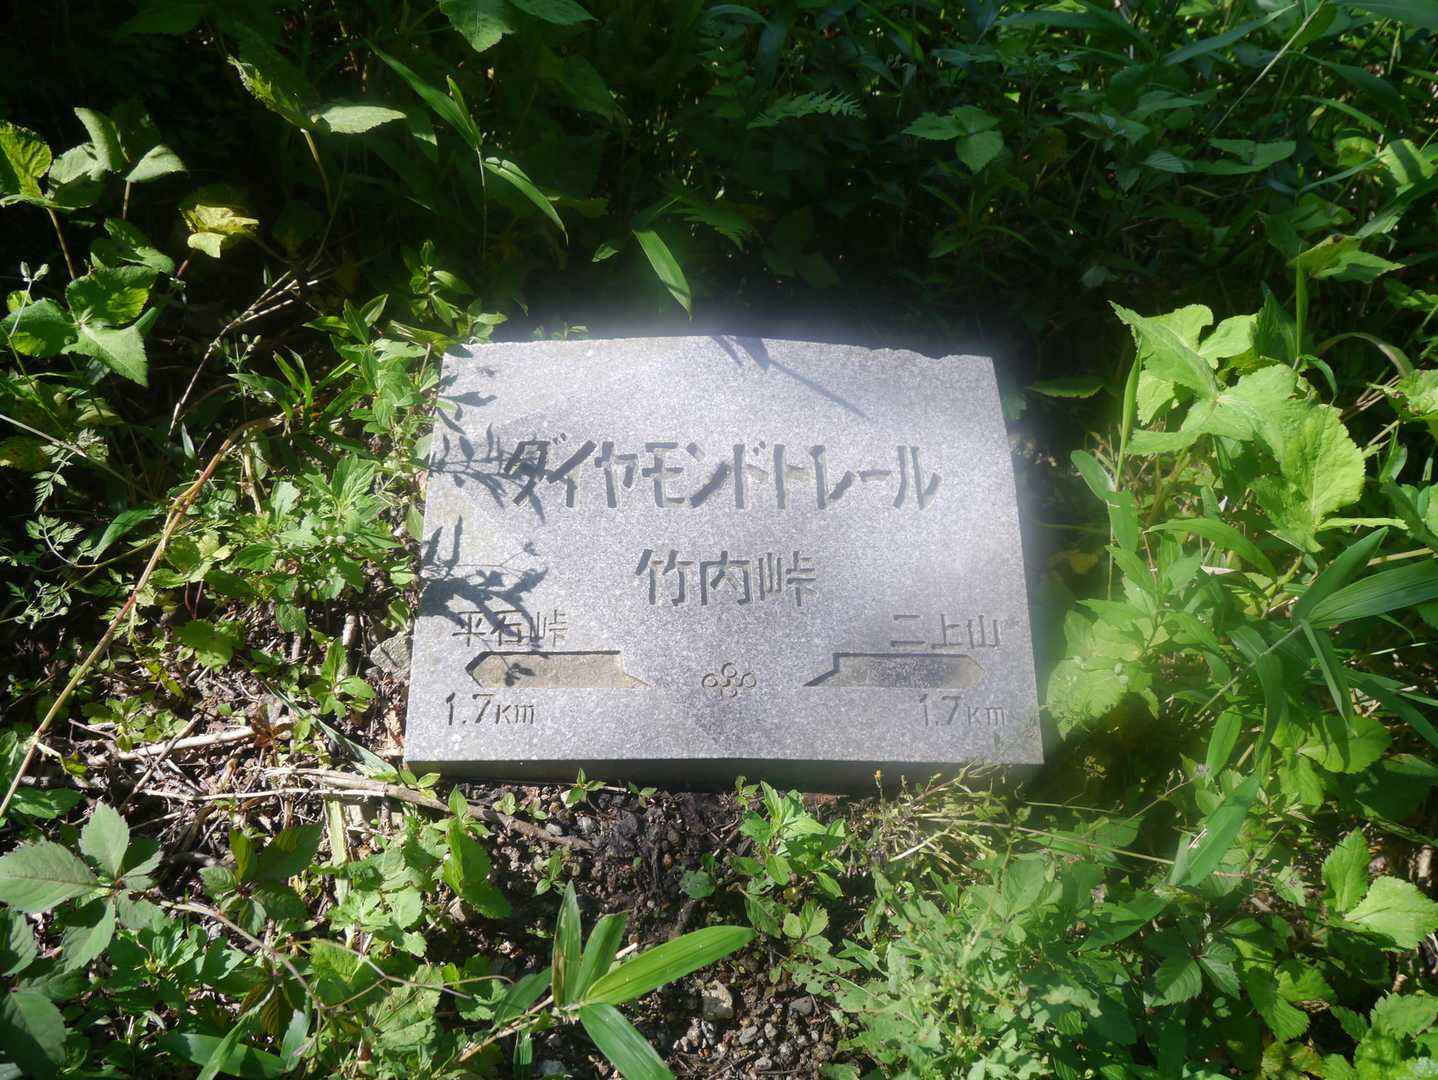 ダイヤモンドトレール
竹内峠
平石峠
1.7km
二上山
1.7km